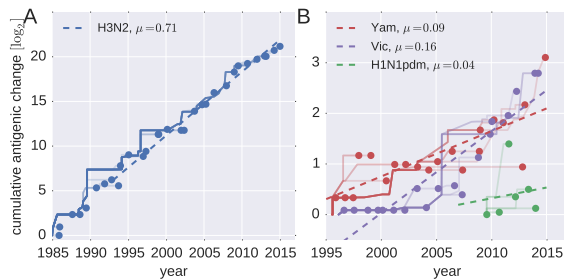 A
cumulative antigenic change [log₂]
20
15
10
5
0
H3N2, μ=0.71
1985 1990 1995 2000 2005 2010 2015
year
B
3
2
1
0
Yam, μ=0.09
Vic, μ=0.16
H1N1pdm, μ=0.04
1995 2000 2005 2010 2015
year